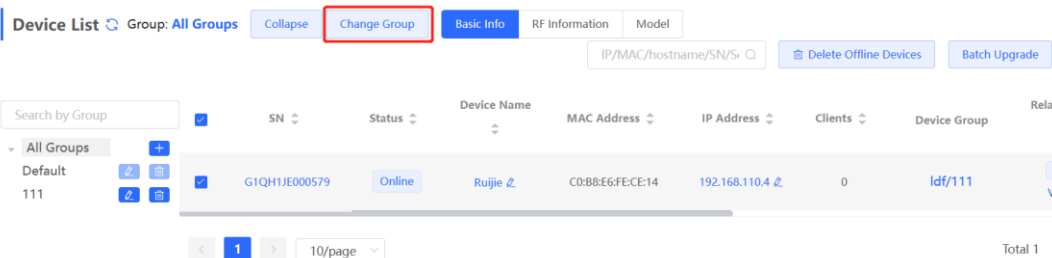 Device List Group: All Groups Collapse Change Group Basic Info RF Information Model
IP/MAC/hostname/SN/S Delete Offline Devices Batch Upgrade
Search by Group SN Status Device Name MAC Address IP Address Clients Device Group Rela
All Groups
Default
111
G1QH1JE000579 Online Ruijie C0:B8:E6:FE:CE:14 192.168.110.4 0 ldf/111
1 10/page Total 1